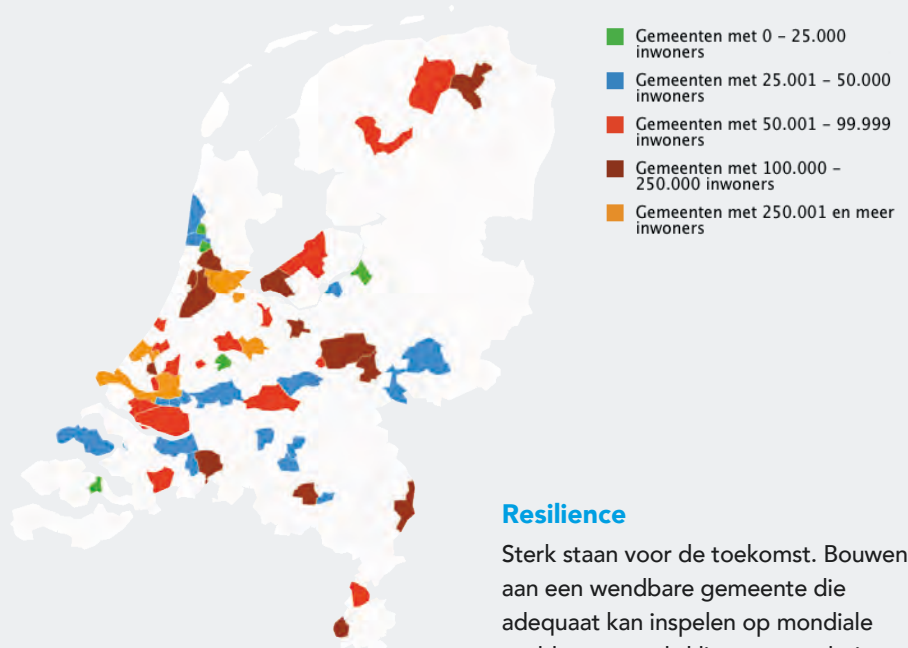 Gemeenten met 0 – 25.000
inwoners
Gemeenten met 25.001 – 50.000
inwoners
Gemeenten met 50.001 – 99.999
inwoners
Gemeenten met 100.000 –
250.000 inwoners
Gemeenten met 250.001 en meer
inwoners
Resilience
Sterk staan voor de toekomst. Bouwen
aan een wendbare gemeente die
adequaat kan inspelen op mondiale